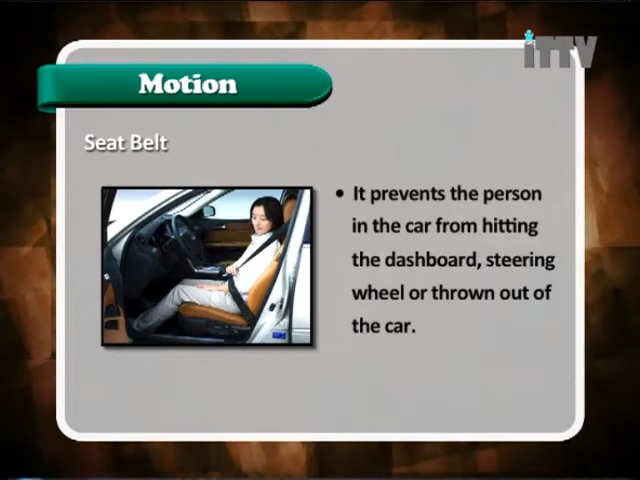 iTTV
Motion
Seat Belt
• It prevents the person
in the car from hitting
the dashboard, steering
wheel or thrown out of
the car.